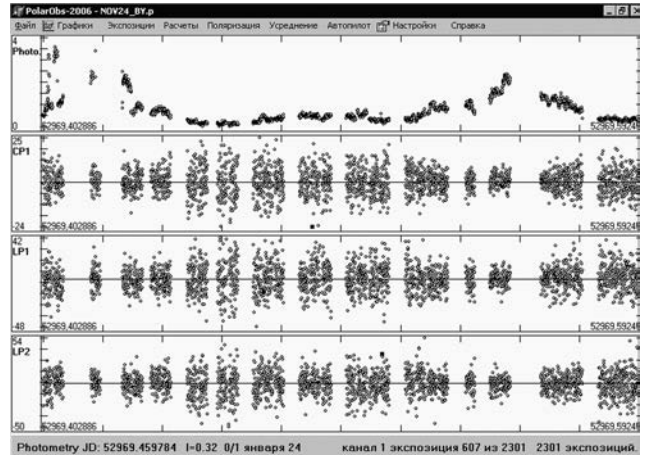 PolarObs-2006 - NOV24_BY.p
Файл Графики Экспозиции Расчеты Поляризация Усреднение Автопилот Настройки Справка
4
Photo.
0 52969,402886 52969,5924
25
CP1
-24 52969,402886 52969,5924
42
LP1
-48 52969,402886 52969,5924
54
LP2
-50 52969,402886 52969,5924
Photometry JD: 52969.459784 I=0.32 0/1 января 24 канал 1 экспозиция 607 из 2301 2301 экспозиций.